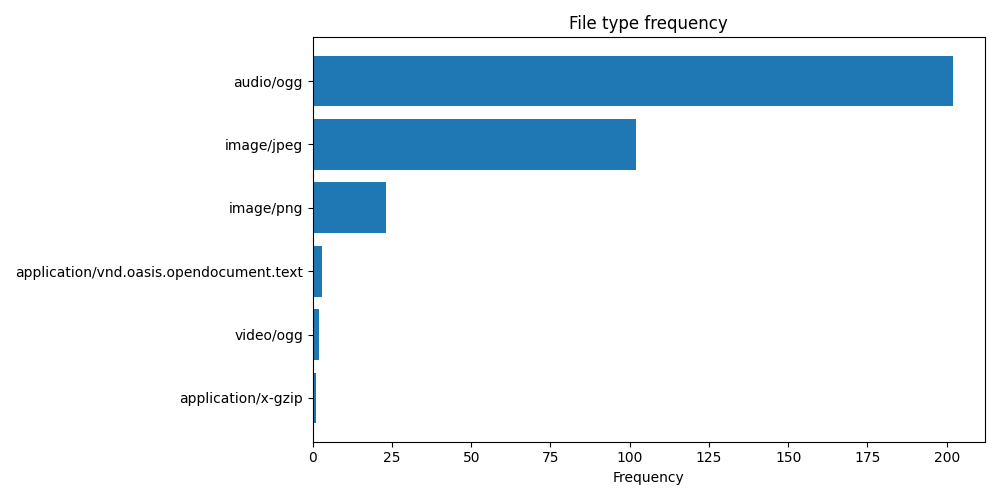 File type frequency
audio/ogg
image/jpeg
image/png
application/vnd.oasis.opendocument.text
video/ogg
application/x-gzip
0 25 50 75 100 125 150 175 200
Frequency